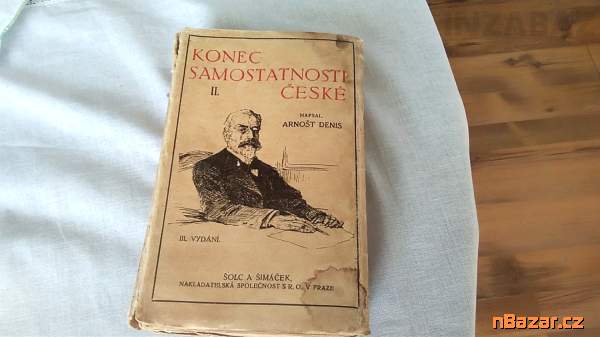 KONEC
SAMOSTATNOSTI
II. ČESKÉ
NAPSAL
ARNOŠT DENIS
III. VYDÁNÍ.
ŠOLC A ŠIMÁČEK,
NAKLADATELSKÁ SPOLEČNOST S R. O., V PRAZE
nBazar.cz